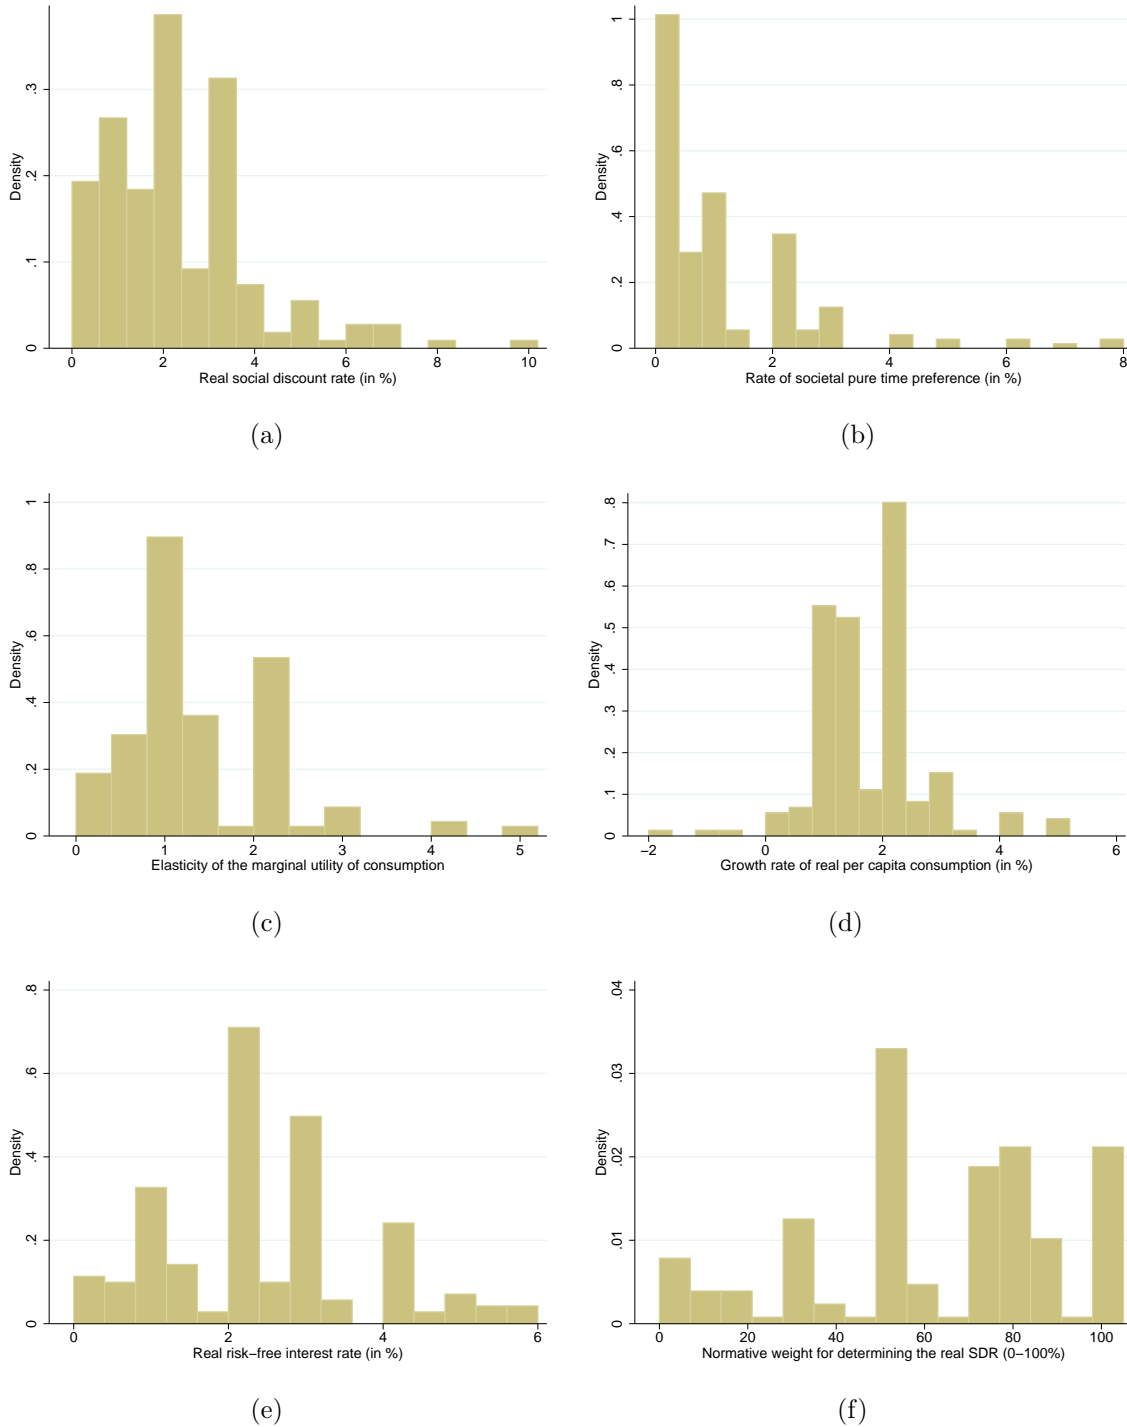 Density
0 .1 .2 .3
0 2 4 6 8 10
Real social discount rate (in %)
(a)
Density
0 .2 .4 .6 .8 1
0 2 4 6 8
Rate of societal pure time preference (in %)
(b)
Density
0 .2 .4 .6 .8 1
0 1 2 3 4 5
Elasticity of the marginal utility of consumption
(c)
Density
0 .1 .2 .3 .4 .5 .6 .7 .8
−2 0 2 4 6
Growth rate of real per capita consumption (in %)
(d)
Density
0 .2 .4 .6 .8
0 2 4 6
Real risk−free interest rate (in %)
(e)
Density
0 .01 .02 .03 .04
0 20 40 60 80 100
Normative weight for determining the real SDR (0−100%)
(f)